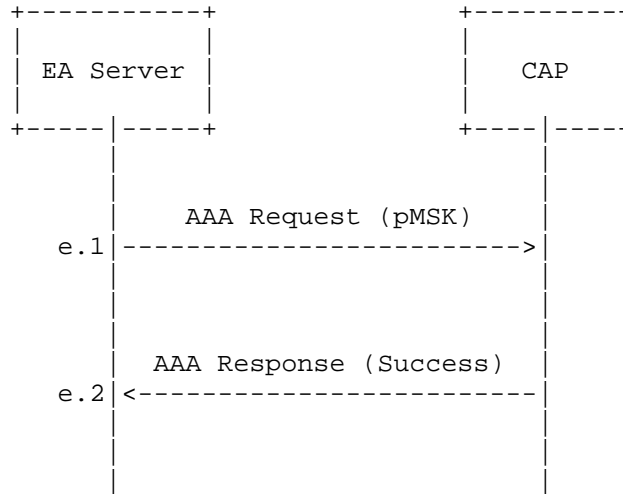 EA Server CAP
AAA Request (pMSK)
e.1
AAA Response (Success)
e.2